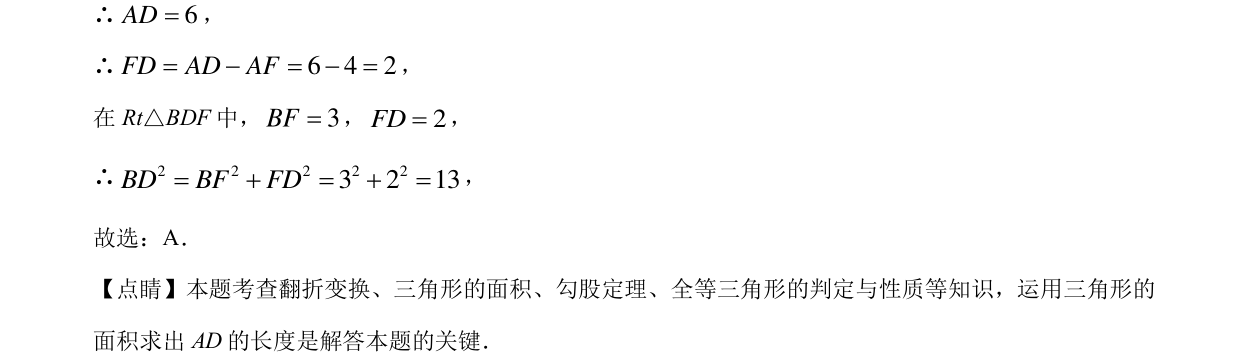 ∴ AD = 6，
∴ FD = AD − AF = 6 − 4 = 2，
在 Rt△BDF 中， BF = 3， FD = 2，
∴ BD² = BF² + FD² = 3² + 2² = 13，
故选：A．
【点睛】本题考查翻折变换、三角形的面积、勾股定理、全等三角形的判定与性质等知识，运用三角形的
面积求出 AD 的长度是解答本题的关键．